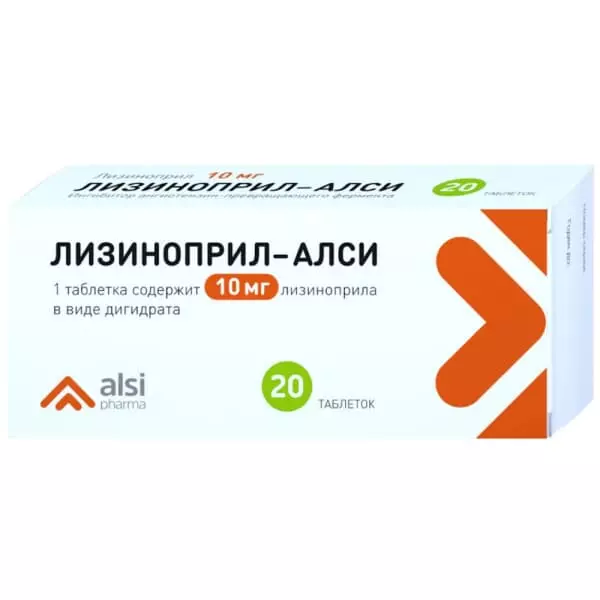 Лизиноприл 10 мг
ЛИЗИНОПРИЛ-АЛСИ
20 ТАБЛЕТОК
Ингибитор ангиотензин-превращающего фермента
ЛИЗИНОПРИЛ-АЛСИ
1 таблетка содержит 10 мг лизиноприла
в виде дигидрата
alsi
pharma
20 ТАБЛЕТОК